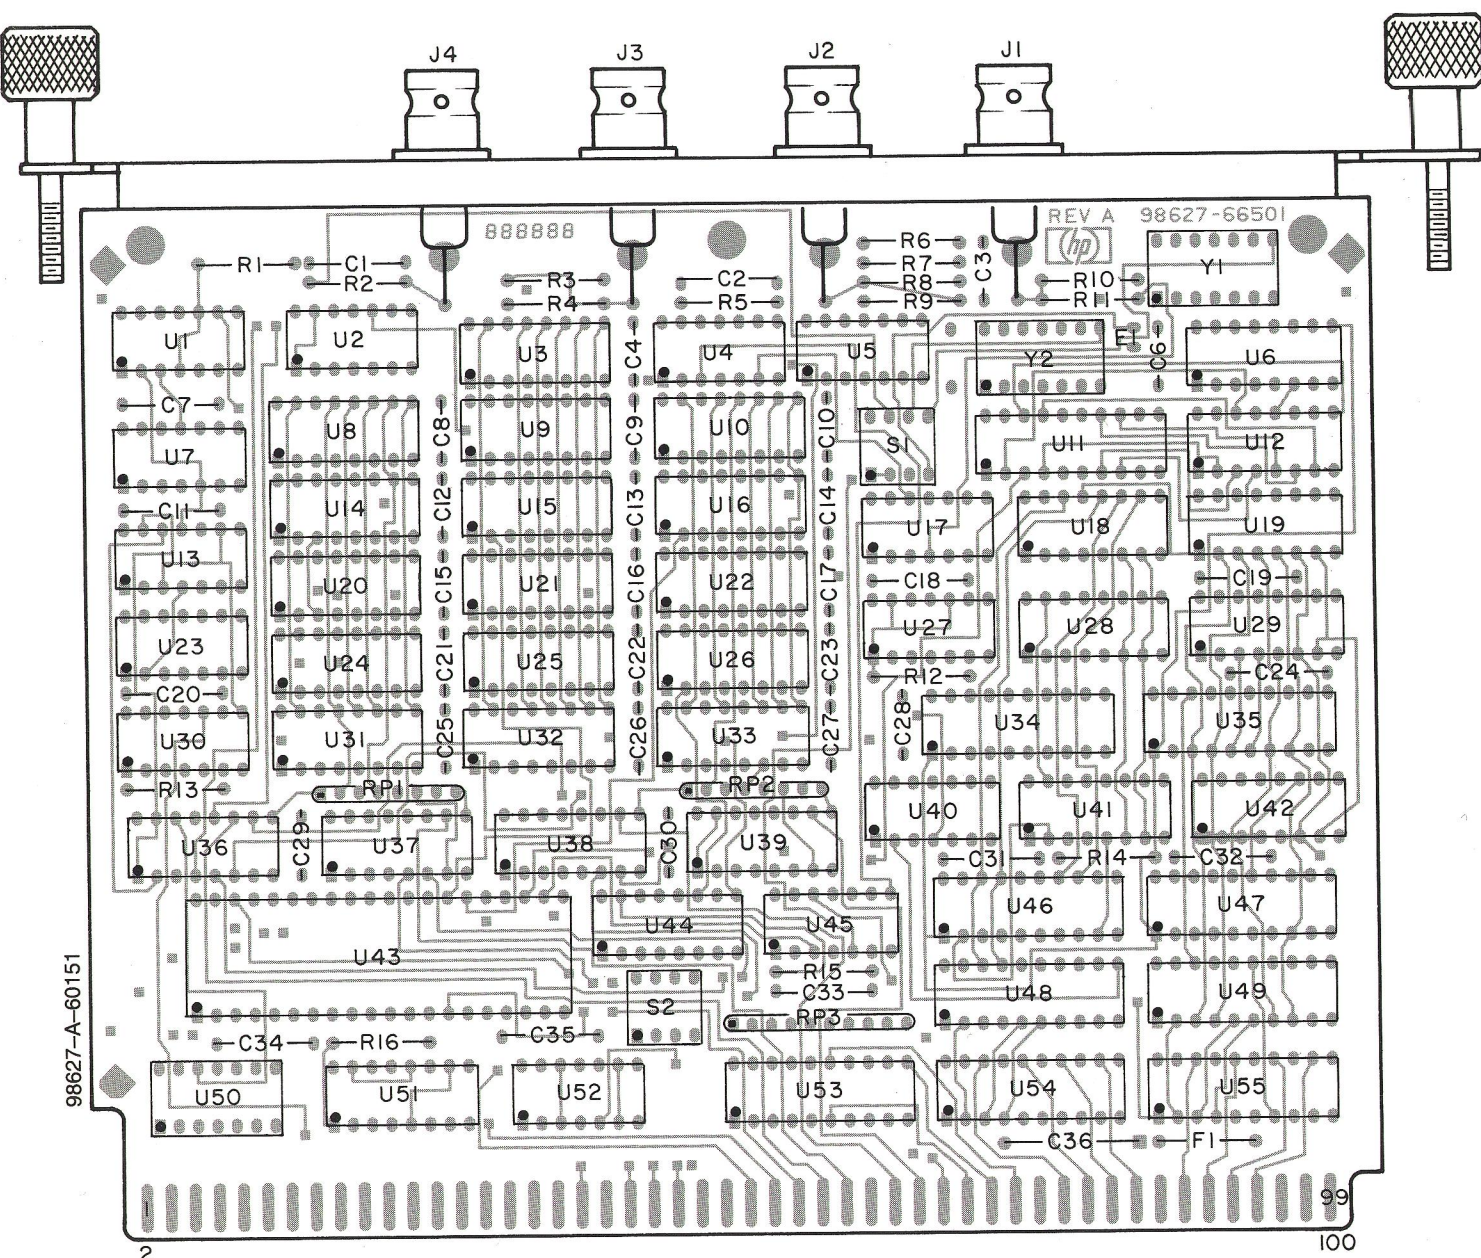 J4 J3 J2 J1
888888
REV A 98627-66501
hp
R1 C1 R3 C2 R6 C3 Y1
R2 R7
R4 R5 R8 R10
R9 R11
U1 U2 U3 C4 U4 U5 Y2 E1 C6 U6
C7 U8 C8 U9 C9 U10 C10 S1 U11 U12
U7
C11 U14 C12 U15 C13 U16 C14 U17 U18 U19
U13 U20 C15 U21 C16 U22 C17 C18 C19
U23 U24 C21 U25 C22 U26 C23 U27 U28 U29
C20 R12 C24
U30 U31 C25 U32 C26 U33 C27 C28 U34 U35
R13 RP1 RP2 U40 U41 U42
U36 C29 U37 U38 C30 U39 C31 R14 C32
U43 U44 U45 U46 U47
R15
C33
S2 RP3 U48 U49
C34 R16 C35
U50 U51 U52 U53 U54 U55
C36 F1
98627-A-60151
1 99
2 100